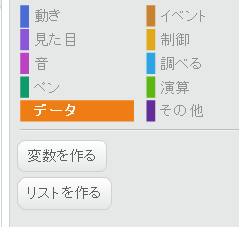 動き
見た目
音
ペン
データ
イベント
制御
調べる
演算
その他
変数を作る
リストを作る